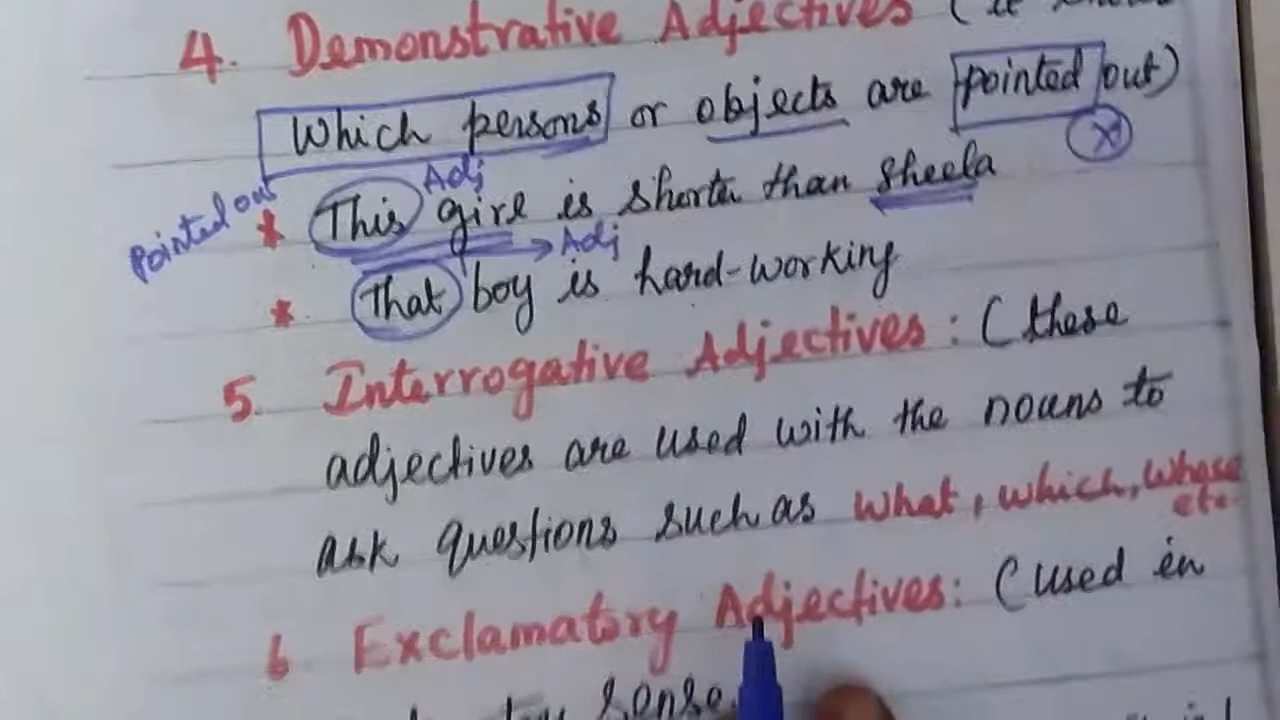 4. Demonstrative Adjectives (it
Which persons or objects are pointed out)
Adj
Pointed out * This girl is shorter than Sheela
Adj
* That boy is hard-working
5. Interrogative Adjectives: (these
adjectives are used with the nouns to
ask questions such as what, which, whose
etc.
6 Exclamatory Adjectives: (used in
sense.